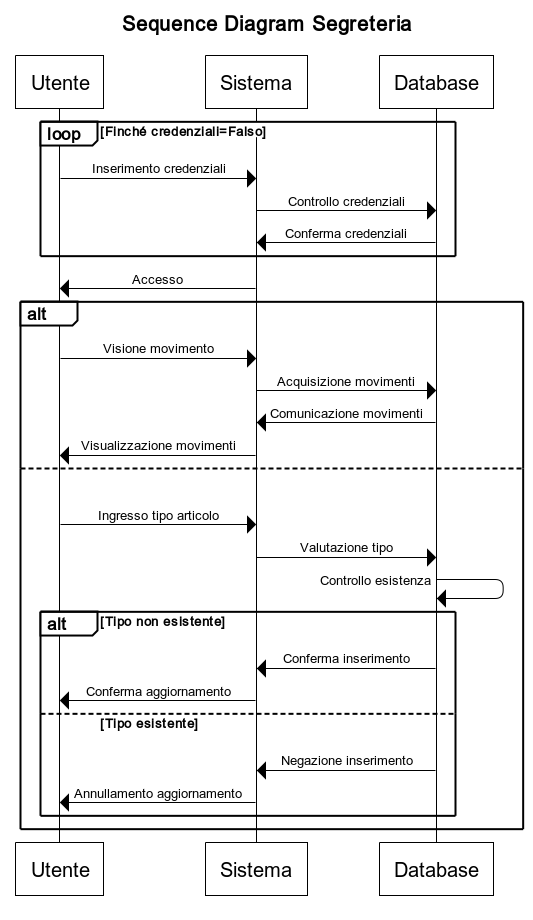 Sequence Diagram Segreteria
Utente
Sistema
Database
loop
[Finché credenziali=Falso]
Inserimento credenziali
Controllo credenziali
Conferma credenziali
Accesso
alt
Visione movimento
Acquisizione movimenti
Comunicazione movimenti
Visualizzazione movimenti
Ingresso tipo articolo
Valutazione tipo
Controllo esistenza
alt
[Tipo non esistente]
Conferma inserimento
Conferma aggiornamento
[Tipo esistente]
Negazione inserimento
Annullamento aggiornamento
Utente
Sistema
Database